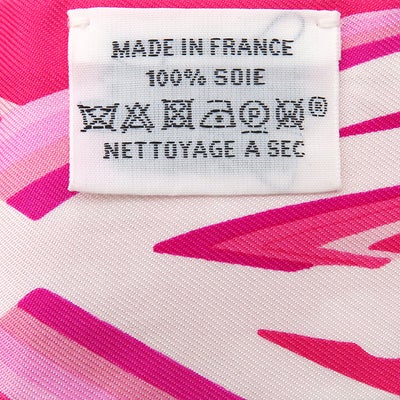 MADE IN FRANCE
100% SOIE
P ®
NETTOYAGE A SEC